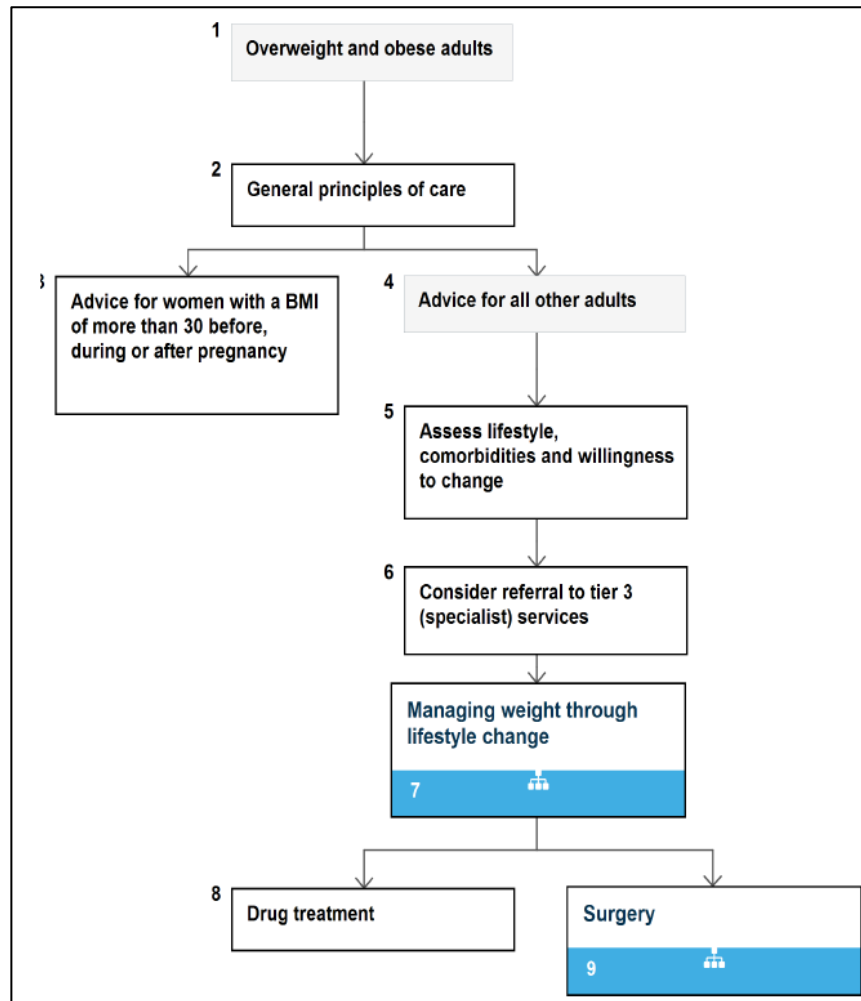 1
Overweight and obese adults
2
General principles of care
3
Advice for women with a BMI
of more than 30 before,
during or after pregnancy
4
Advice for all other adults
5
Assess lifestyle,
comorbidities and willingness
to change
6
Consider referral to tier 3
(specialist) services
Managing weight through
lifestyle change
7
8
Drug treatment
Surgery
9